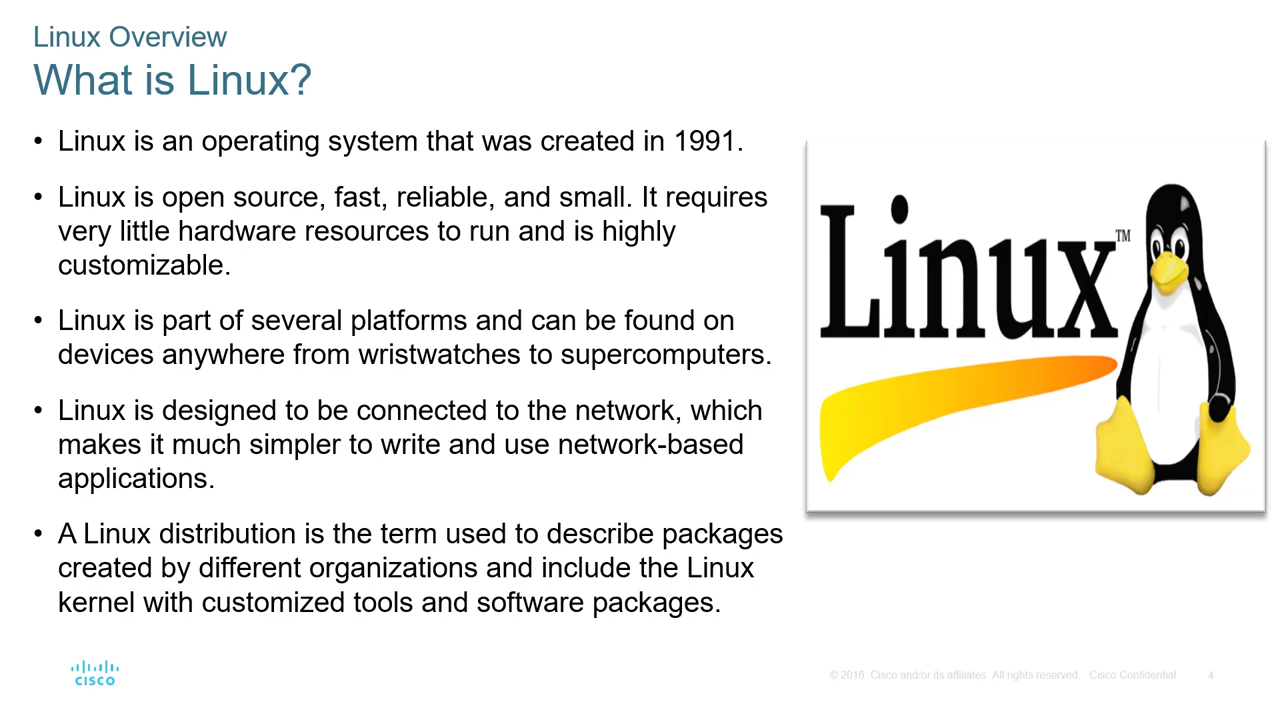 Linux Overview
What is Linux?
• Linux is an operating system that was created in 1991.
• Linux is open source, fast, reliable, and small. It requires
very little hardware resources to run and is highly
customizable.
• Linux is part of several platforms and can be found on
devices anywhere from wristwatches to supercomputers.
• Linux is designed to be connected to the network, which
makes it much simpler to write and use network-based
applications.
• A Linux distribution is the term used to describe packages
created by different organizations and include the Linux
kernel with customized tools and software packages.
Linux™
CISCO
© 2016 Cisco and/or its affiliates. All rights reserved. Cisco Confidential 4